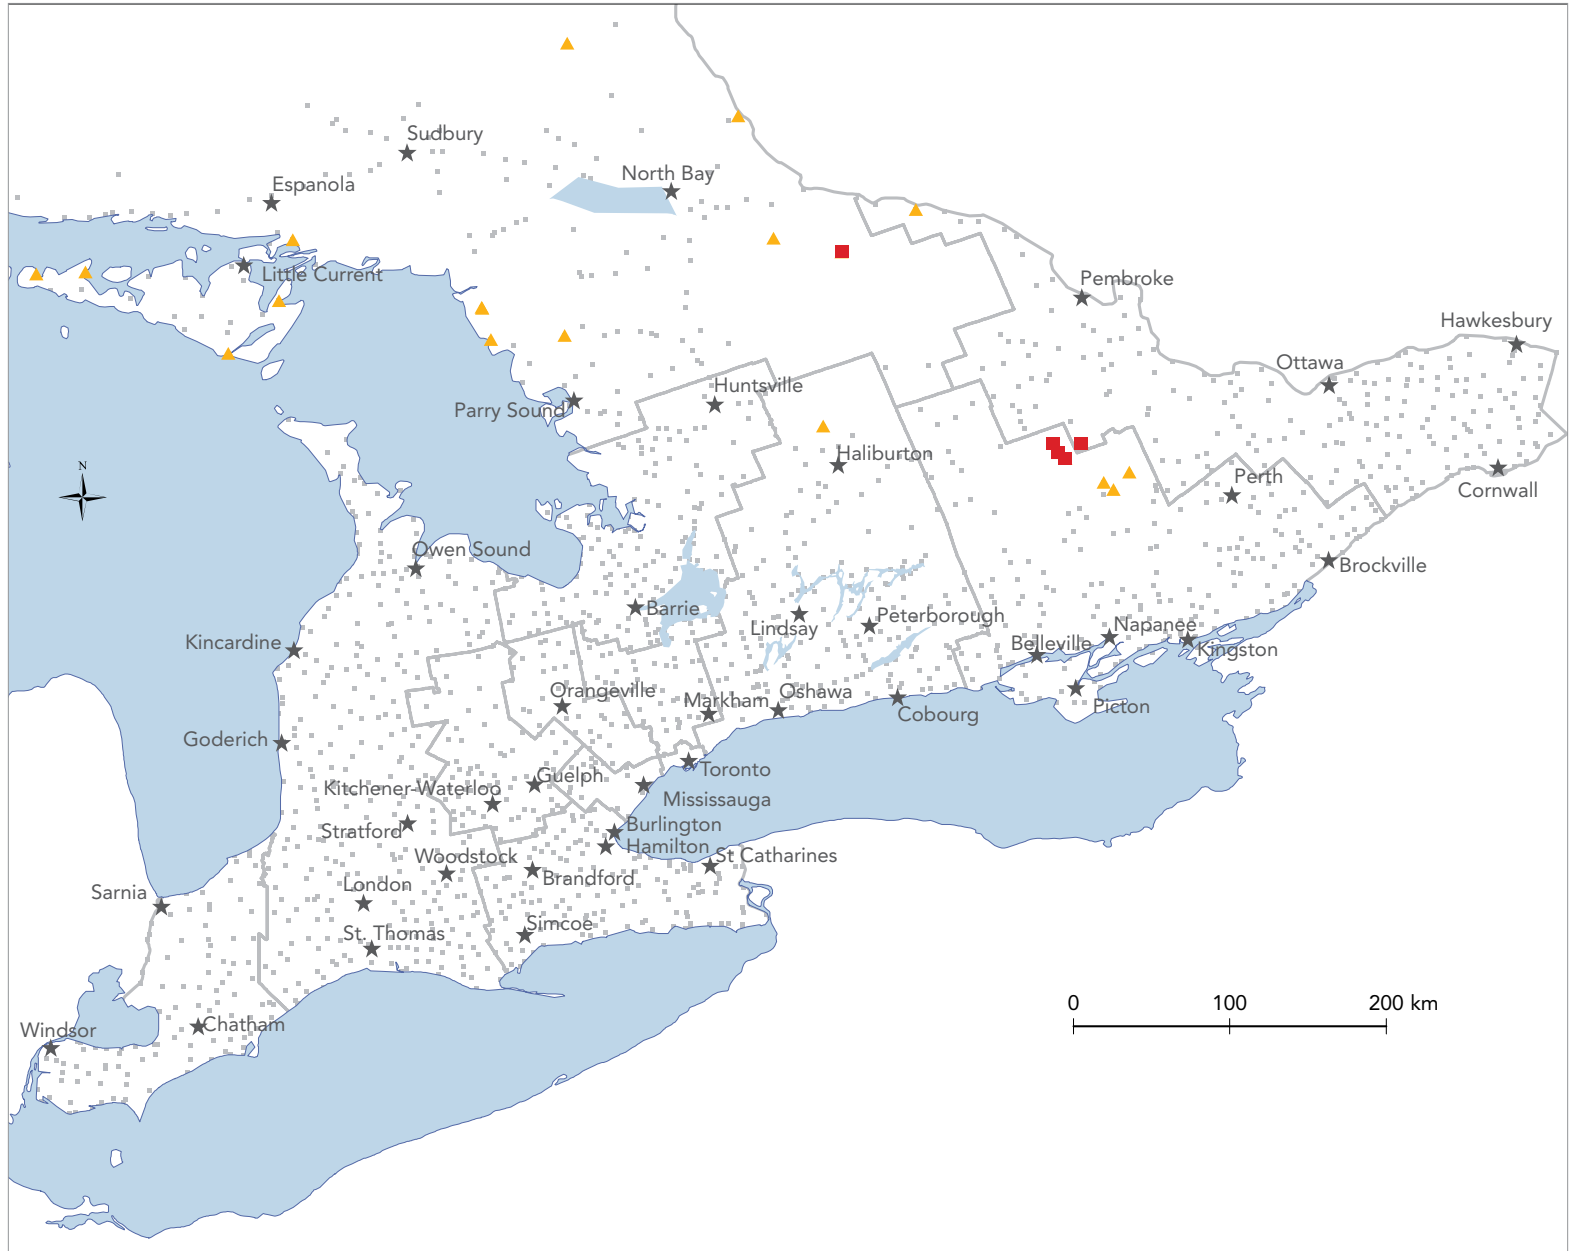 Sudbury
North Bay
Espanola
Little Current
Pembroke
Hawkesbury
Ottawa
Huntsville
Parry Sound
Haliburton
N
Perth
Cornwall
Owen Sound
Brockville
Barrie
Lindsay
Peterborough
Napanee
Belleville
Kingston
Kincardine
Orangeville
Markham
Oshawa
Picton
Cobourg
Goderich
Toronto
Guelph
Kitchener-Waterloo
Mississauga
Stratford
Burlington
Hamilton
Woodstock
St Catharines
Brandford
London
Sarnia
Simcoe
St. Thomas
0 100 200 km
Chatham
Windsor